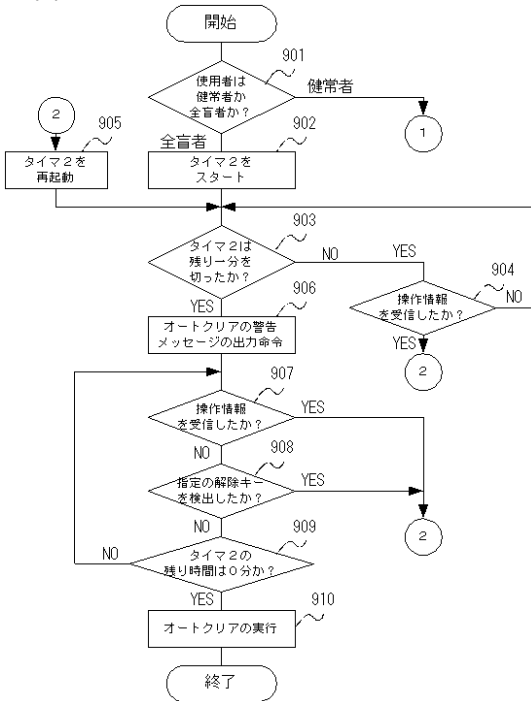 開始
901
使用者は
健常者か
全盲者か？
健常者
1
2
905
タイマ２を
再起動
全盲者
902
タイマ２を
スタート
903
タイマ２は
残り一分を
切ったか？
NO
YES
904
操作情報
を受信したか？
NO
YES
2
YES
906
オートクリアの警告
メッセージの出力命令
907
操作情報
を受信したか？
YES
NO
908
指定の解除キー
を検出したか？
YES
NO
2
909
タイマ２の
残り時間は０分か？
NO
YES
910
オートクリアの実行
終了